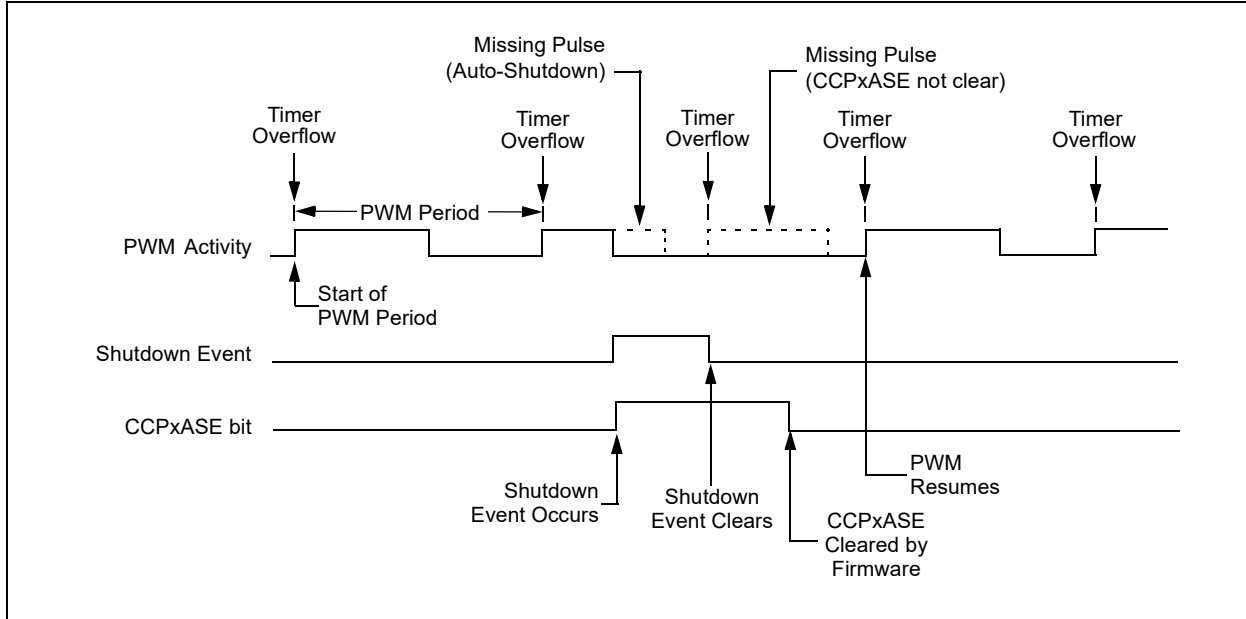 Missing Pulse
(Auto-Shutdown)
Missing Pulse
(CCPxASE not clear)
Timer
Overflow
Timer
Overflow
Timer
Overflow
Timer
Overflow
Timer
Overflow
PWM Period
PWM Activity
Start of
PWM Period
Shutdown Event
CCPxASE bit
Shutdown
Event Occurs
Shutdown
Event Clears
CCPxASE
Cleared by
Firmware
PWM
Resumes